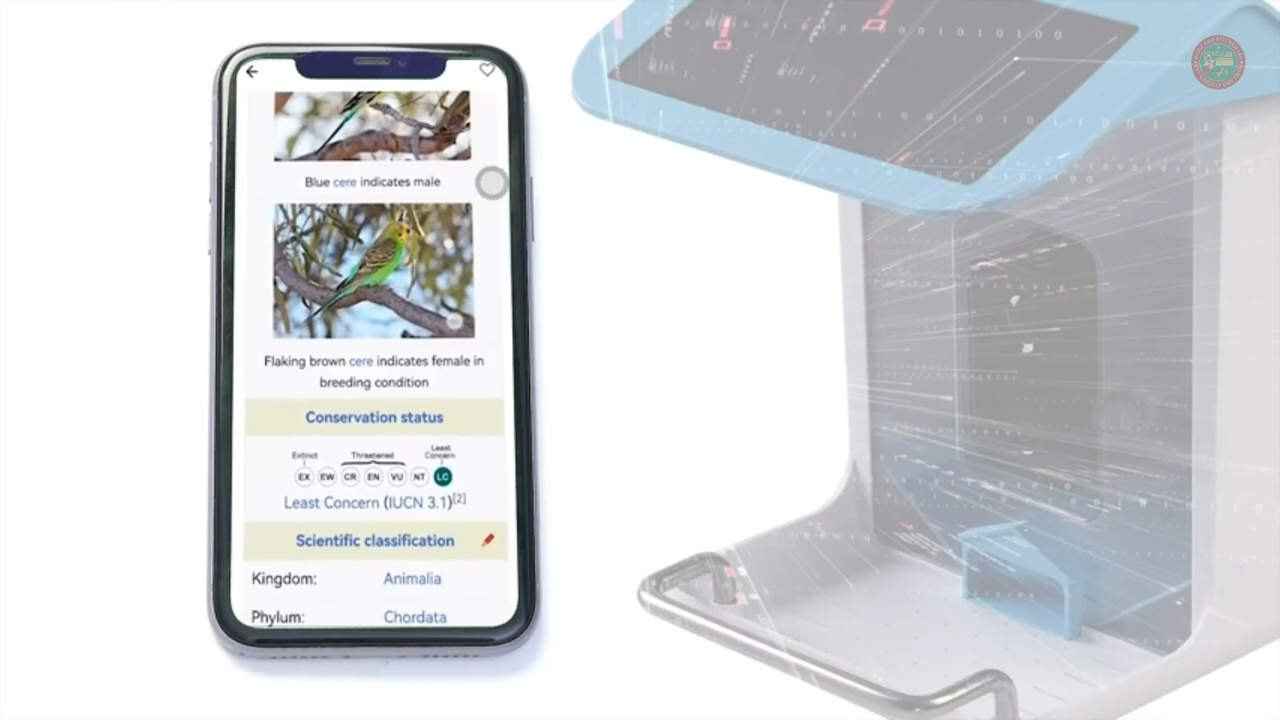 Blue cere indicates male
Flaking brown cere indicates female in
breeding condition
Conservation status
Extinct Threatened Least
Concern
EX EW CR EN VU NT LC
Least Concern (IUCN 3.1)[2]
Scientific classification
Kingdom: Animalia
Phylum: Chordata